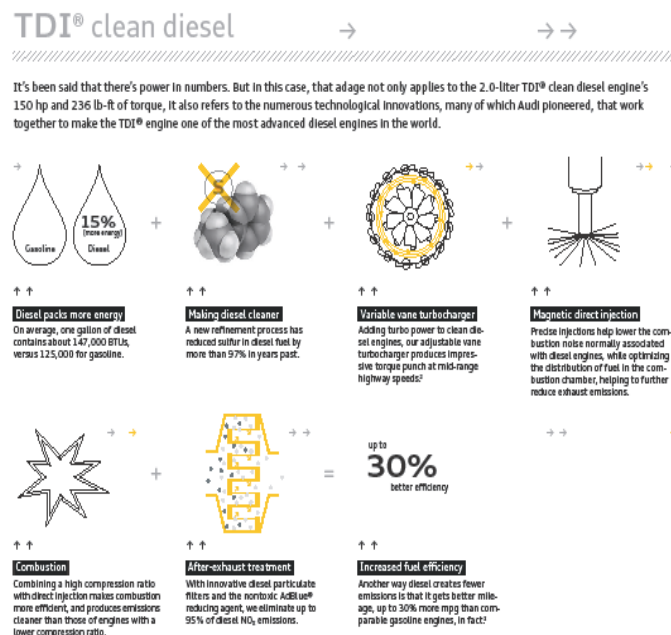 TDI® clean diesel
It's been said that there's power in numbers. But in this case, that adage not only applies to the 2.0-liter TDI® clean diesel engine's
150 hp and 236 lb-ft of torque, it also refers to the numerous technological innovations, many of which Audi pioneered, that work
together to make the TDI® engine one of the most advanced diesel engines in the world.
Gasoline
15%
(more energy)
Diesel
+
S
+
+
Diesel packs more energy
On average, one gallon of diesel
contains about 147,000 BTUs,
versus 125,000 for gasoline.
Making diesel cleaner
A new refinement process has
reduced sulfur in diesel fuel by
more than 97% in years past.
Variable vane turbocharger
Adding turbo power to clean die-
sel engines, our adjustable vane
turbocharger produces impres-
sive torque punch at mid-range
highway speeds.²
Magnetic direct injection
Precise injections help lower the com-
bustion noise normally associated
with diesel engines, while optimizing
the distribution of fuel in the com-
bustion chamber, helping to further
reduce exhaust emissions.
+
=
up to
30%
better efficiency
Combustion
Combining a high compression ratio
with direct injection makes combustion
more efficient, and produces emissions
cleaner than those of engines with a
lower compression ratio.
After-exhaust treatment
With innovative diesel particulate
filters and the nontoxic AdBlue®
reducing agent, we eliminate up to
95% of diesel NOₓ emissions.
Increased fuel efficiency
Another way diesel creates fewer
emissions is that it gets better mile-
age, up to 30% more mpg than com-
parable gasoline engines, in fact.³